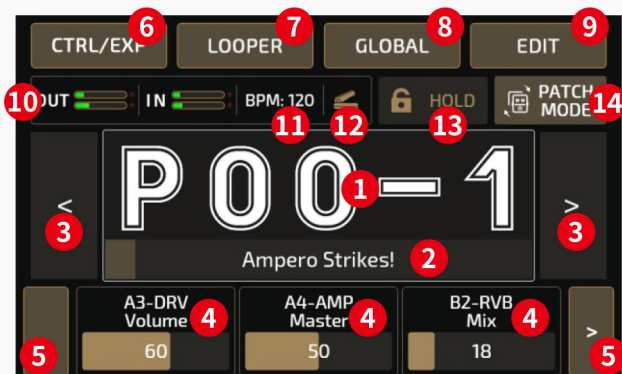 6 7 8 9
CTRL/EXP LOOPER GLOBAL EDIT
10 OUT IN BPM: 120 HOLD PATCH MODE 14
11 12 13
P00-1
1
< >
3 3
Ampero Strikes! 2
A3-DRV A4-AMP B2-RVB
Volume 4 Master 4 Mix 4 >
5 60 50 18 5